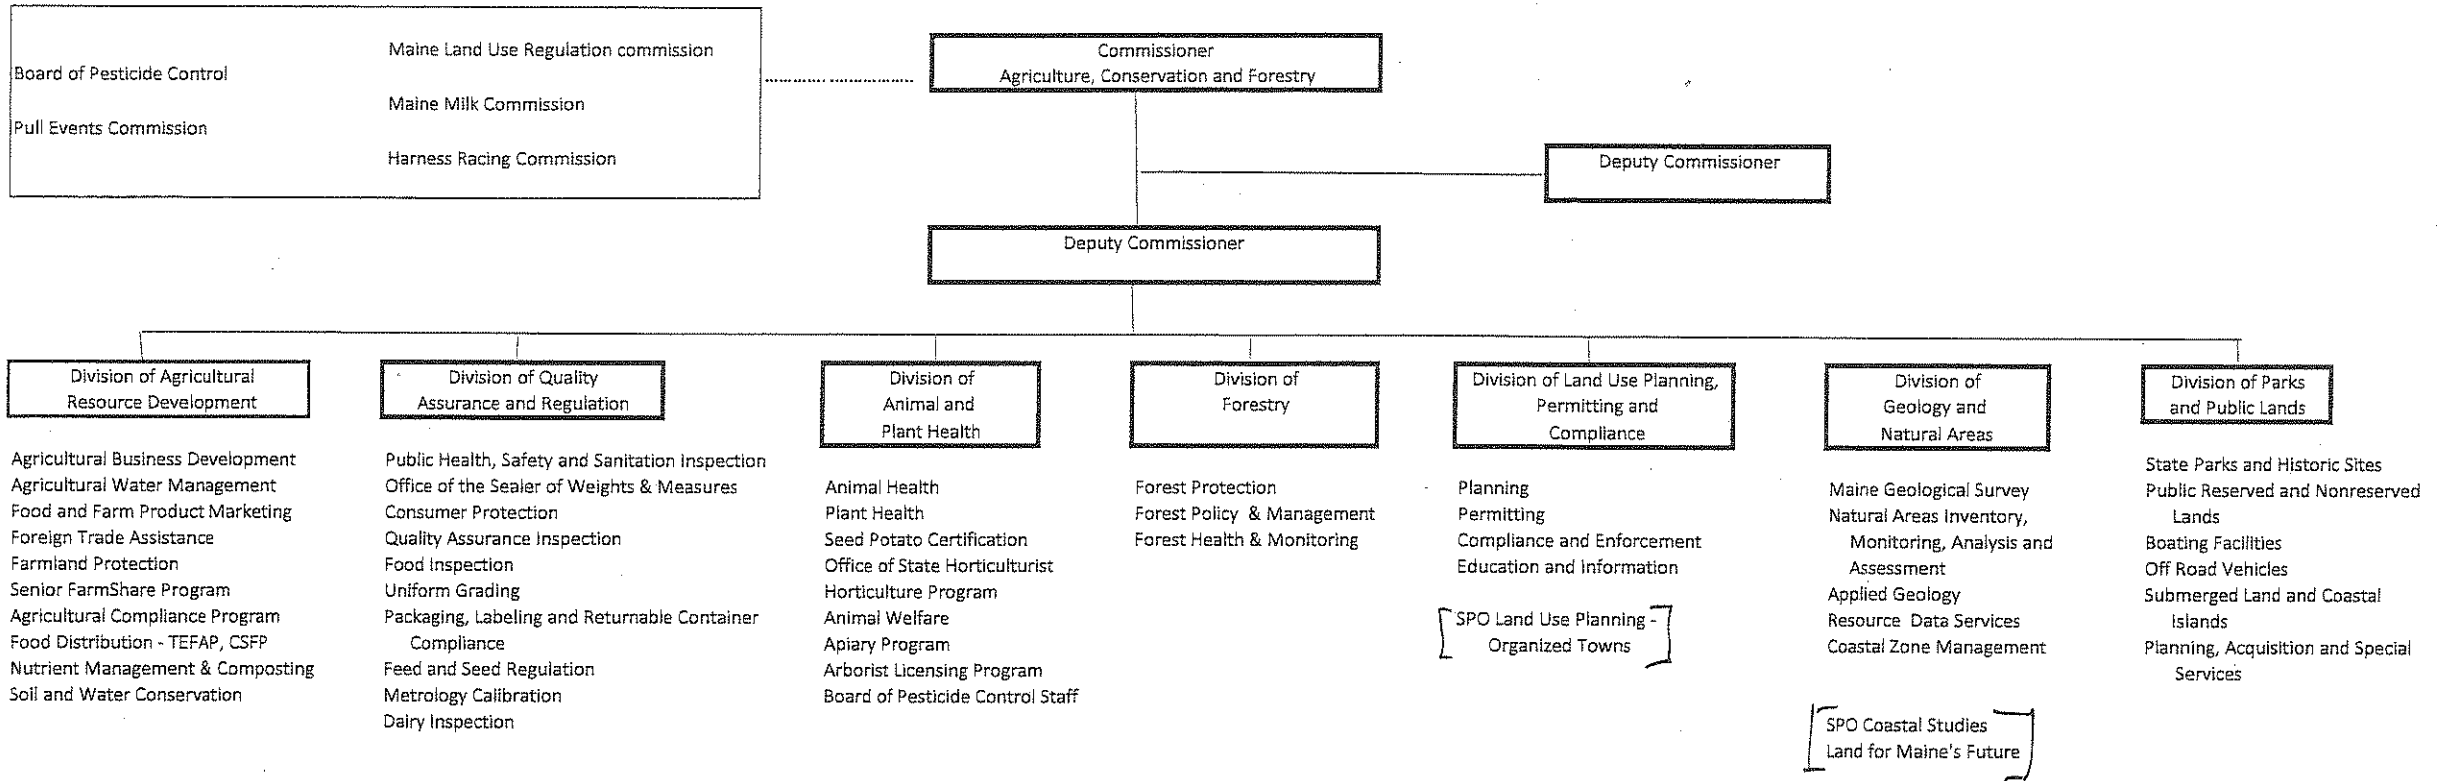 Maine Land Use Regulation commission
Board of Pesticide Control
Maine Milk Commission
Pull Events Commission
Harness Racing Commission
Commissioner
Agriculture, Conservation and Forestry
Deputy Commissioner
Deputy Commissioner
Division of Agricultural
Resource Development
Agricultural Business Development
Agricultural Water Management
Food and Farm Product Marketing
Foreign Trade Assistance
Farmland Protection
Senior FarmShare Program
Agricultural Compliance Program
Food Distribution - TEFAP, CSFP
Nutrient Management & Composting
Soil and Water Conservation
Division of Quality
Assurance and Regulation
Public Health, Safety and Sanitation Inspection
Office of the Sealer of Weights & Measures
Consumer Protection
Quality Assurance Inspection
Food Inspection
Uniform Grading
Packaging, Labeling and Returnable Container
Compliance
Feed and Seed Regulation
Metrology Calibration
Dairy Inspection
Division of
Animal and
Plant Health
Animal Health
Plant Health
Seed Potato Certification
Office of State Horticulturist
Horticulture Program
Animal Welfare
Apiary Program
Arborist Licensing Program
Board of Pesticide Control Staff
Division of
Forestry
Forest Protection
Forest Policy & Management
Forest Health & Monitoring
Division of Land Use Planning,
Permitting and
Compliance
Planning
Permitting
Compliance and Enforcement
Education and Information
[SPO Land Use Planning -
Organized Towns]
Division of
Geology and
Natural Areas
Maine Geological Survey
Natural Areas Inventory,
Monitoring, Analysis and
Assessment
Applied Geology
Resource Data Services
Coastal Zone Management
[SPO Coastal Studies
Land for Maine's Future]
Division of Parks
and Public Lands
State Parks and Historic Sites
Public Reserved and Nonreserved
Lands
Boating Facilities
Off Road Vehicles
Submerged Land and Coastal
Islands
Planning, Acquisition and Special
Services